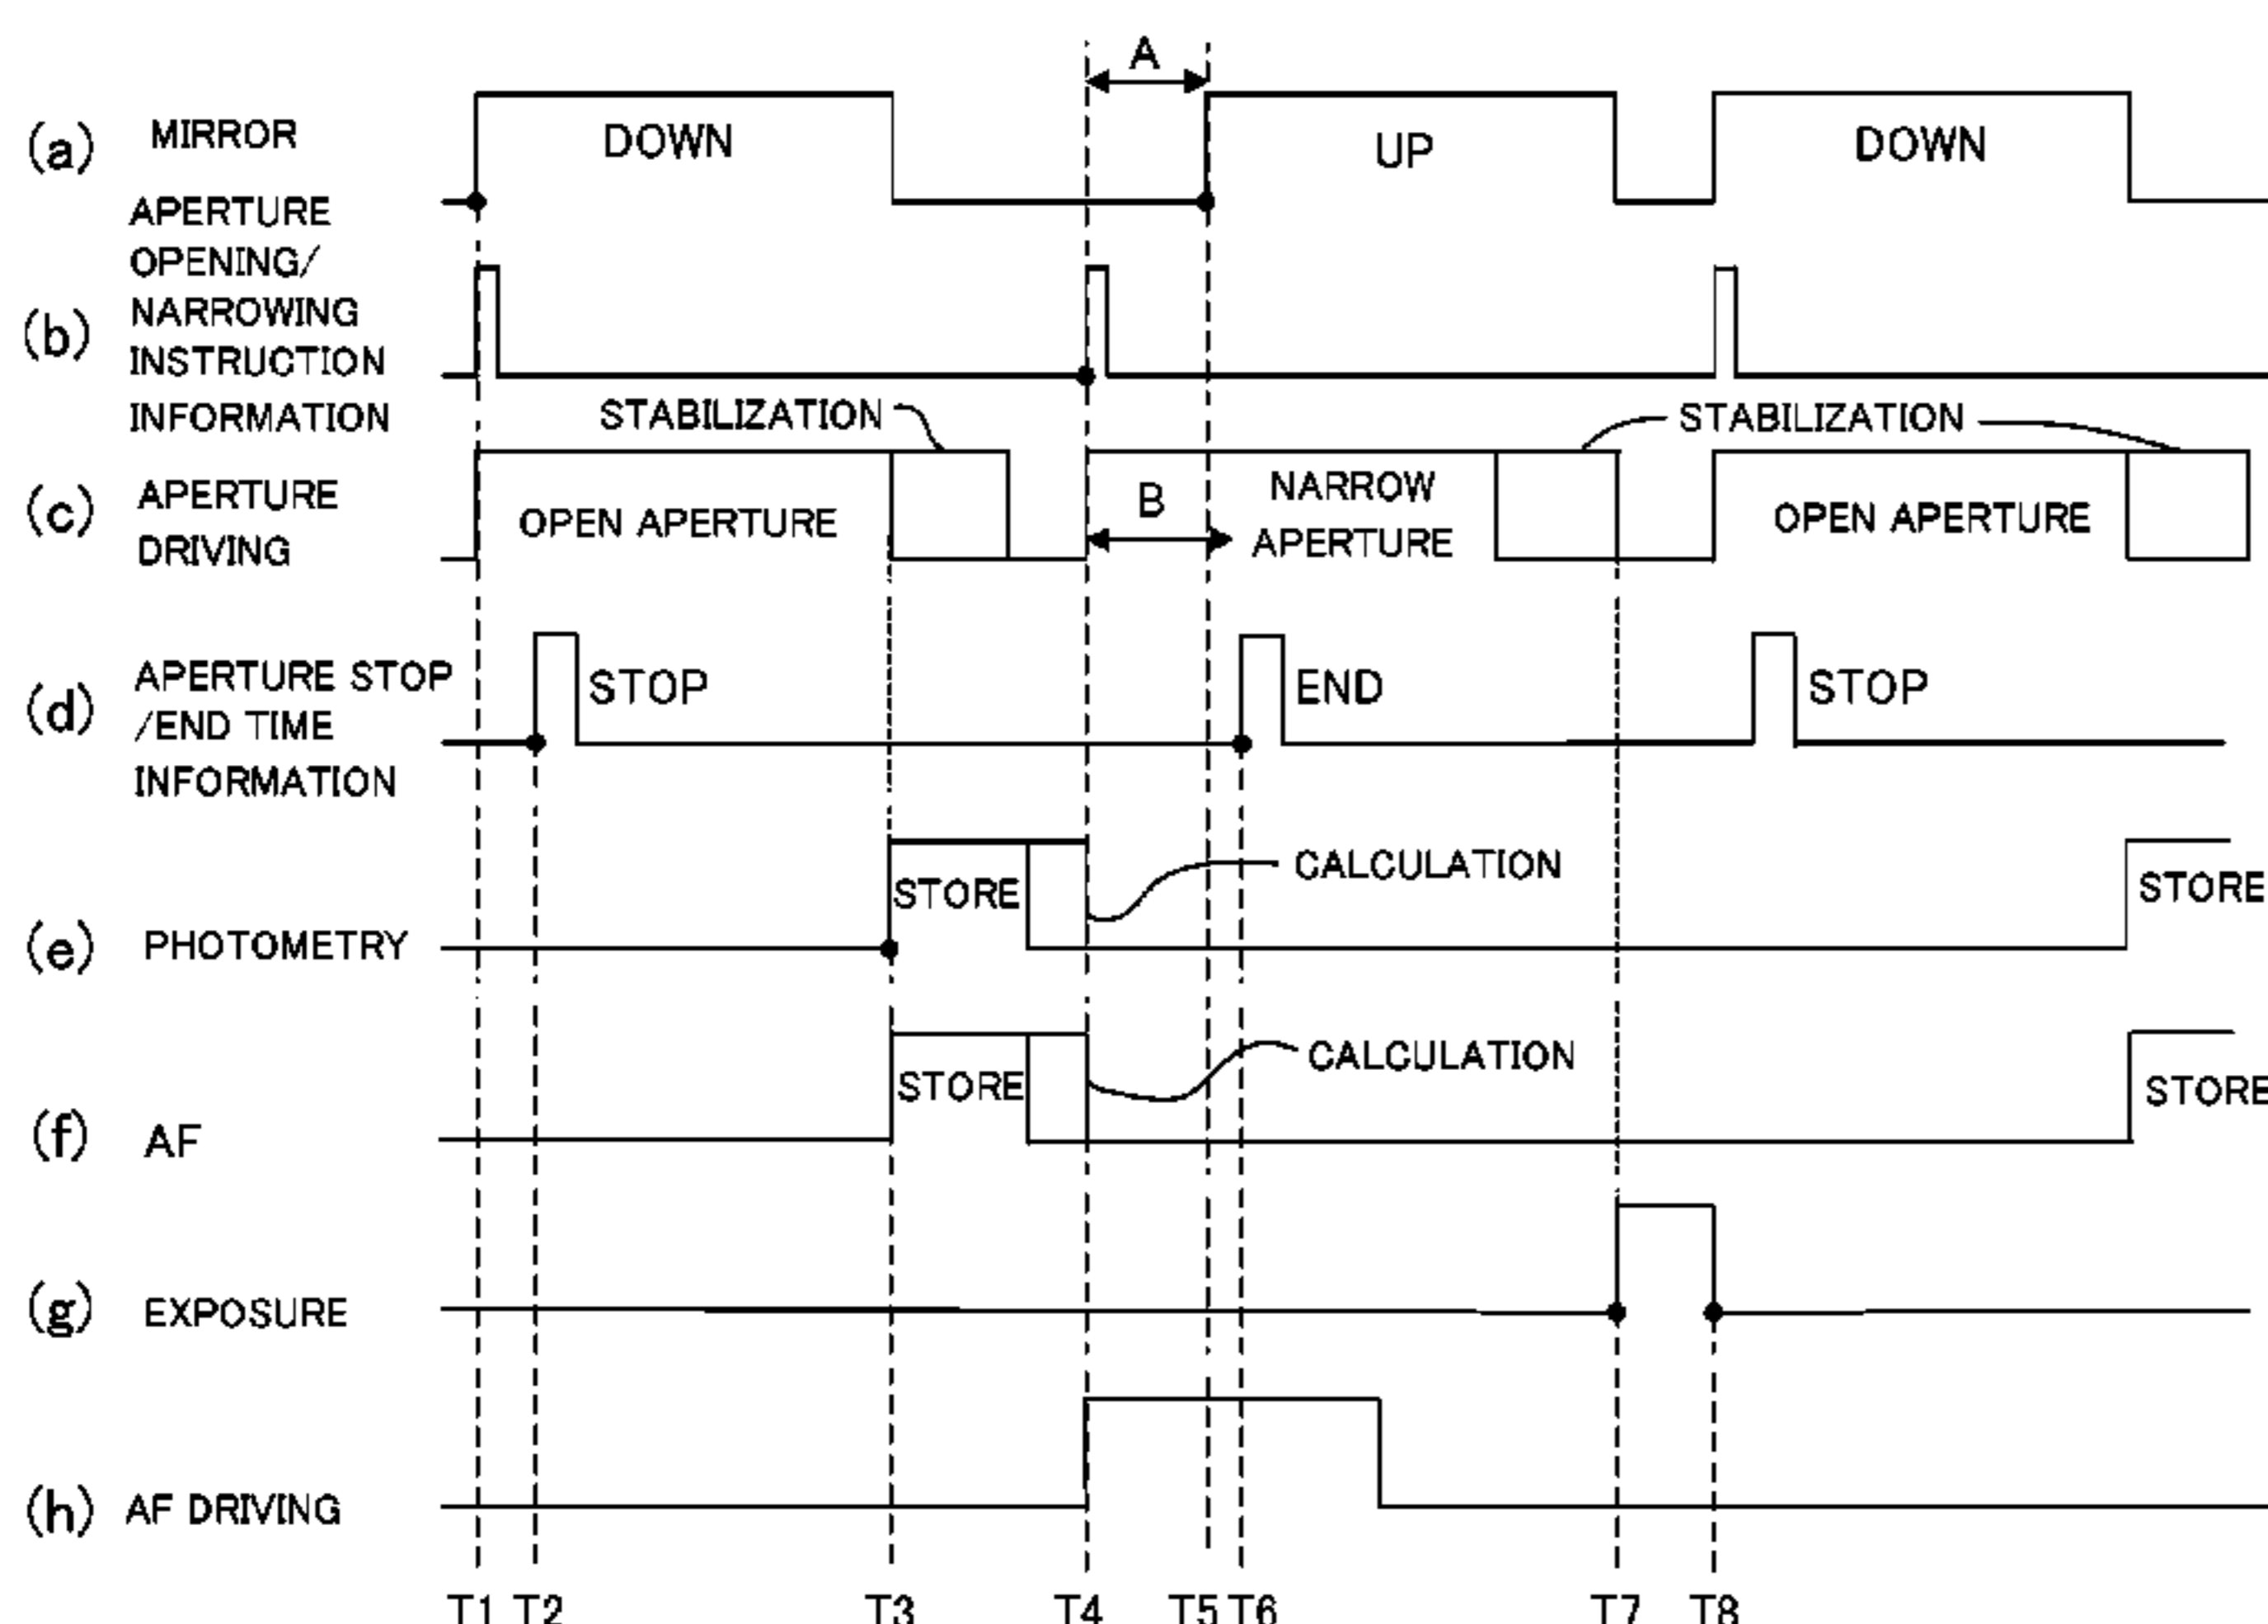 A
(a) MIRROR DOWN UP DOWN
APERTURE
OPENING/
(b) NARROWING
INSTRUCTION
INFORMATION STABILIZATION STABILIZATION
(c) APERTURE
DRIVING
OPEN APERTURE B NARROW
APERTURE
OPEN APERTURE
(d) APERTURE STOP
/END TIME
INFORMATION
STOP END STOP
CALCULATION
STORE STORE
(e) PHOTOMETRY
CALCULATION
STORE STORE
(f) AF
(g) EXPOSURE
(h) AF DRIVING
T1 T2 T3 T4 T5 T6 T7 T8